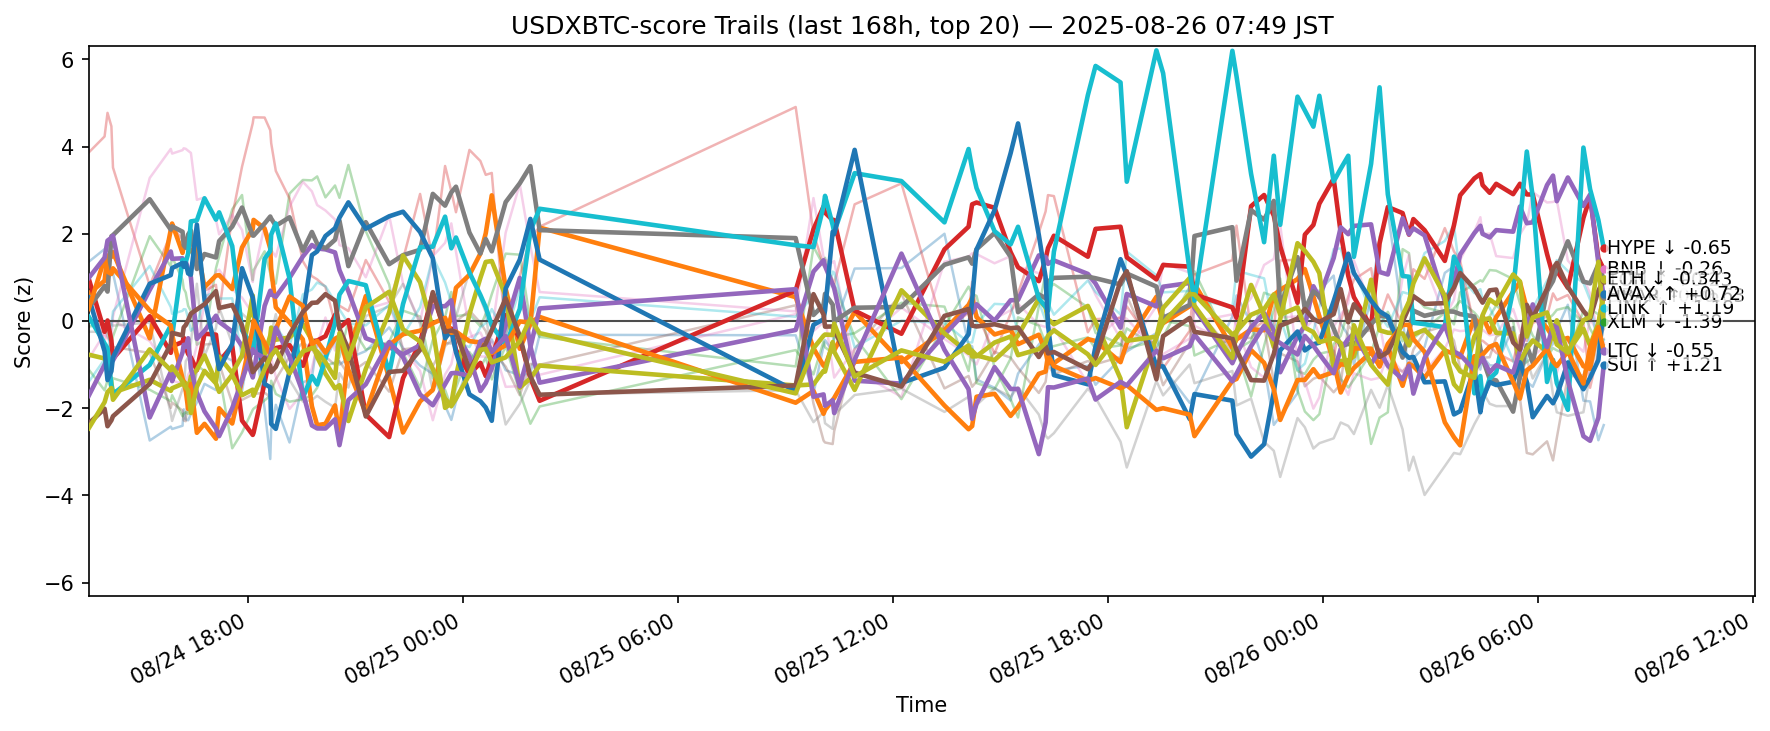 USDXBTC-score Trails (last 168h, top 20) — 2025-08-26 07:49 JST
Score (z)
6
4
2
0
−2
−4
−6
HYPE ↓ -0.65
BNB ↓ -0.26
ETH ↓ -0.343
AVAX ↑ +0.72
LINK ↑ +1.19
XLM ↓ -1.39
LTC ↓ -0.55
SUI ↑ +1.21
08/24 18:00
08/25 00:00
08/25 06:00
08/25 12:00
08/25 18:00
08/26 00:00
08/26 06:00
08/26 12:00
Time